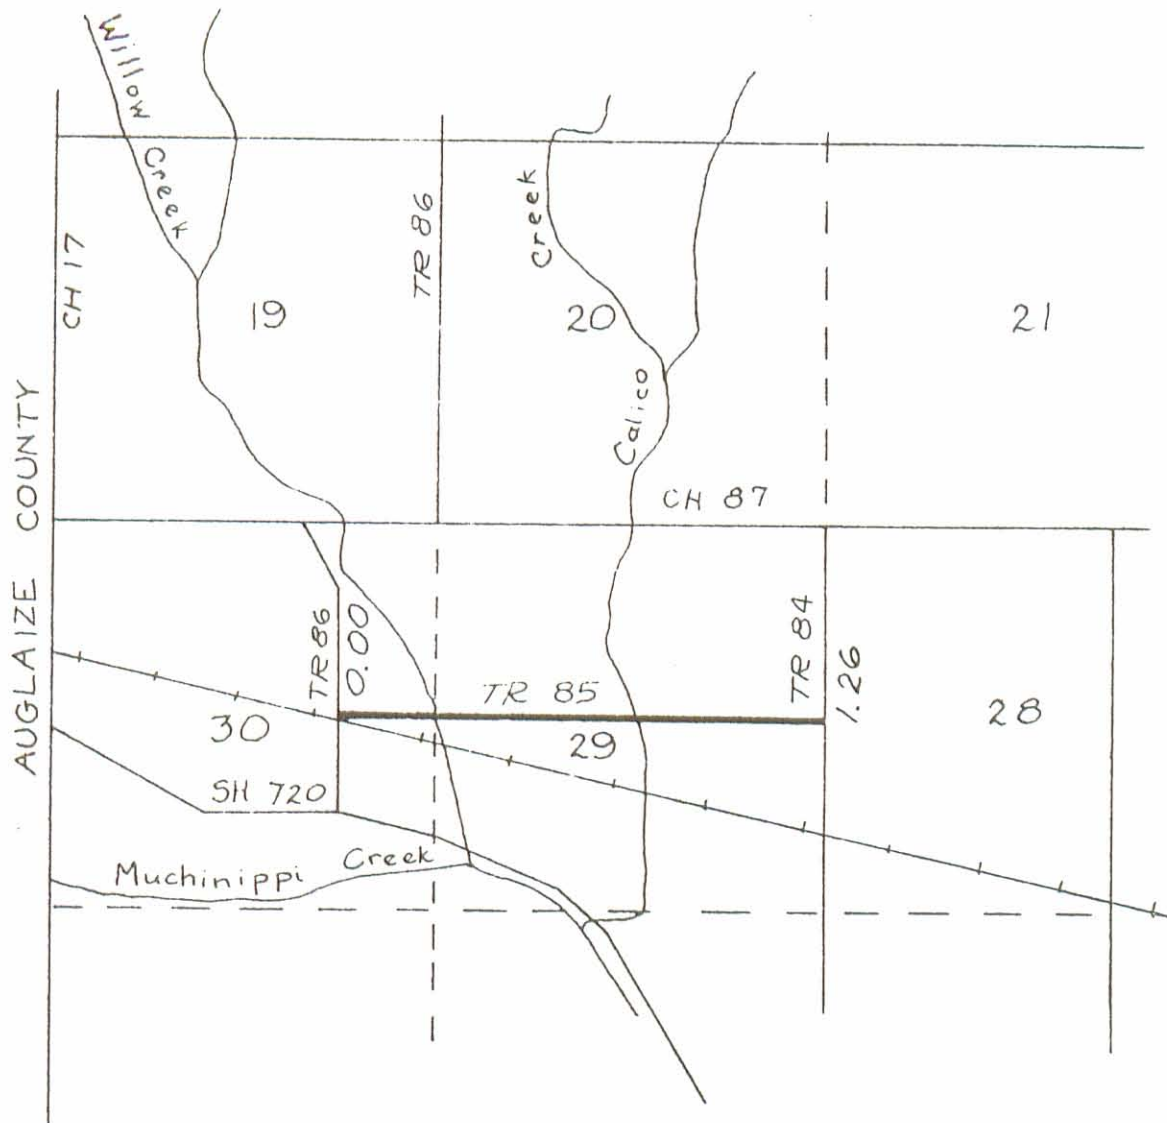 Willow Creek
CH 17
TR 86
Creek
19
20
21
Calico
AUGLAIZE COUNTY
CH 87
TR 86
0.00
TR 85
TR 84
1.26
30
29
28
SH 720
Muchinippi Creek